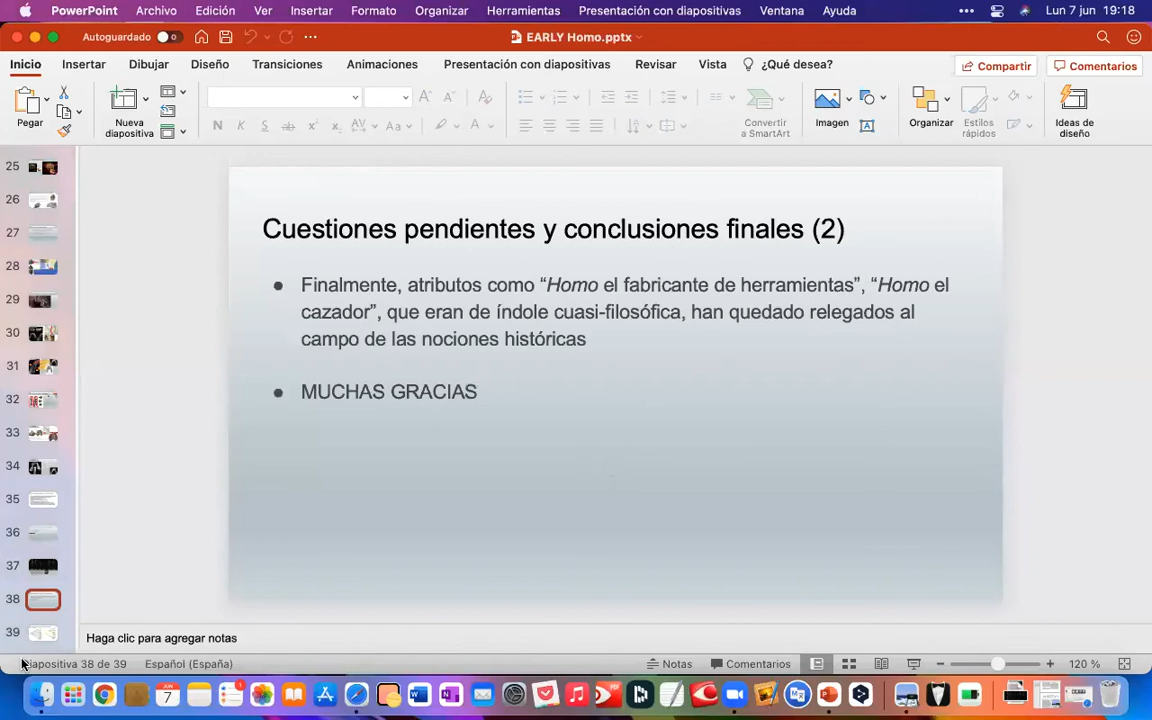 PowerPoint Archivo Edición Ver Insertar Formato Organizar Herramientas Presentación con diapositivas Ventana Ayuda Lun 7 jun 19:18
Autoguardado EARLY Homo.pptx
Inicio Insertar Dibujar Diseño Transiciones Animaciones Presentación con diapositivas Revisar Vista ¿Qué desea? Compartir Comentarios
Pegar Nueva diapositiva Convertir a SmartArt Imagen Organizar Estilos rápidos Ideas de diseño
25
26
27
28
29
30
31
32
33
34
35
36
37
38
39
Cuestiones pendientes y conclusiones finales (2)
● Finalmente, atributos como “Homo el fabricante de herramientas”, “Homo el
cazador”, que eran de índole cuasi-filosófica, han quedado relegados al
campo de las nociones históricas
● MUCHAS GRACIAS
Haga clic para agregar notas
diapositiva 38 de 39 Español (España) Notas Comentarios 120 %